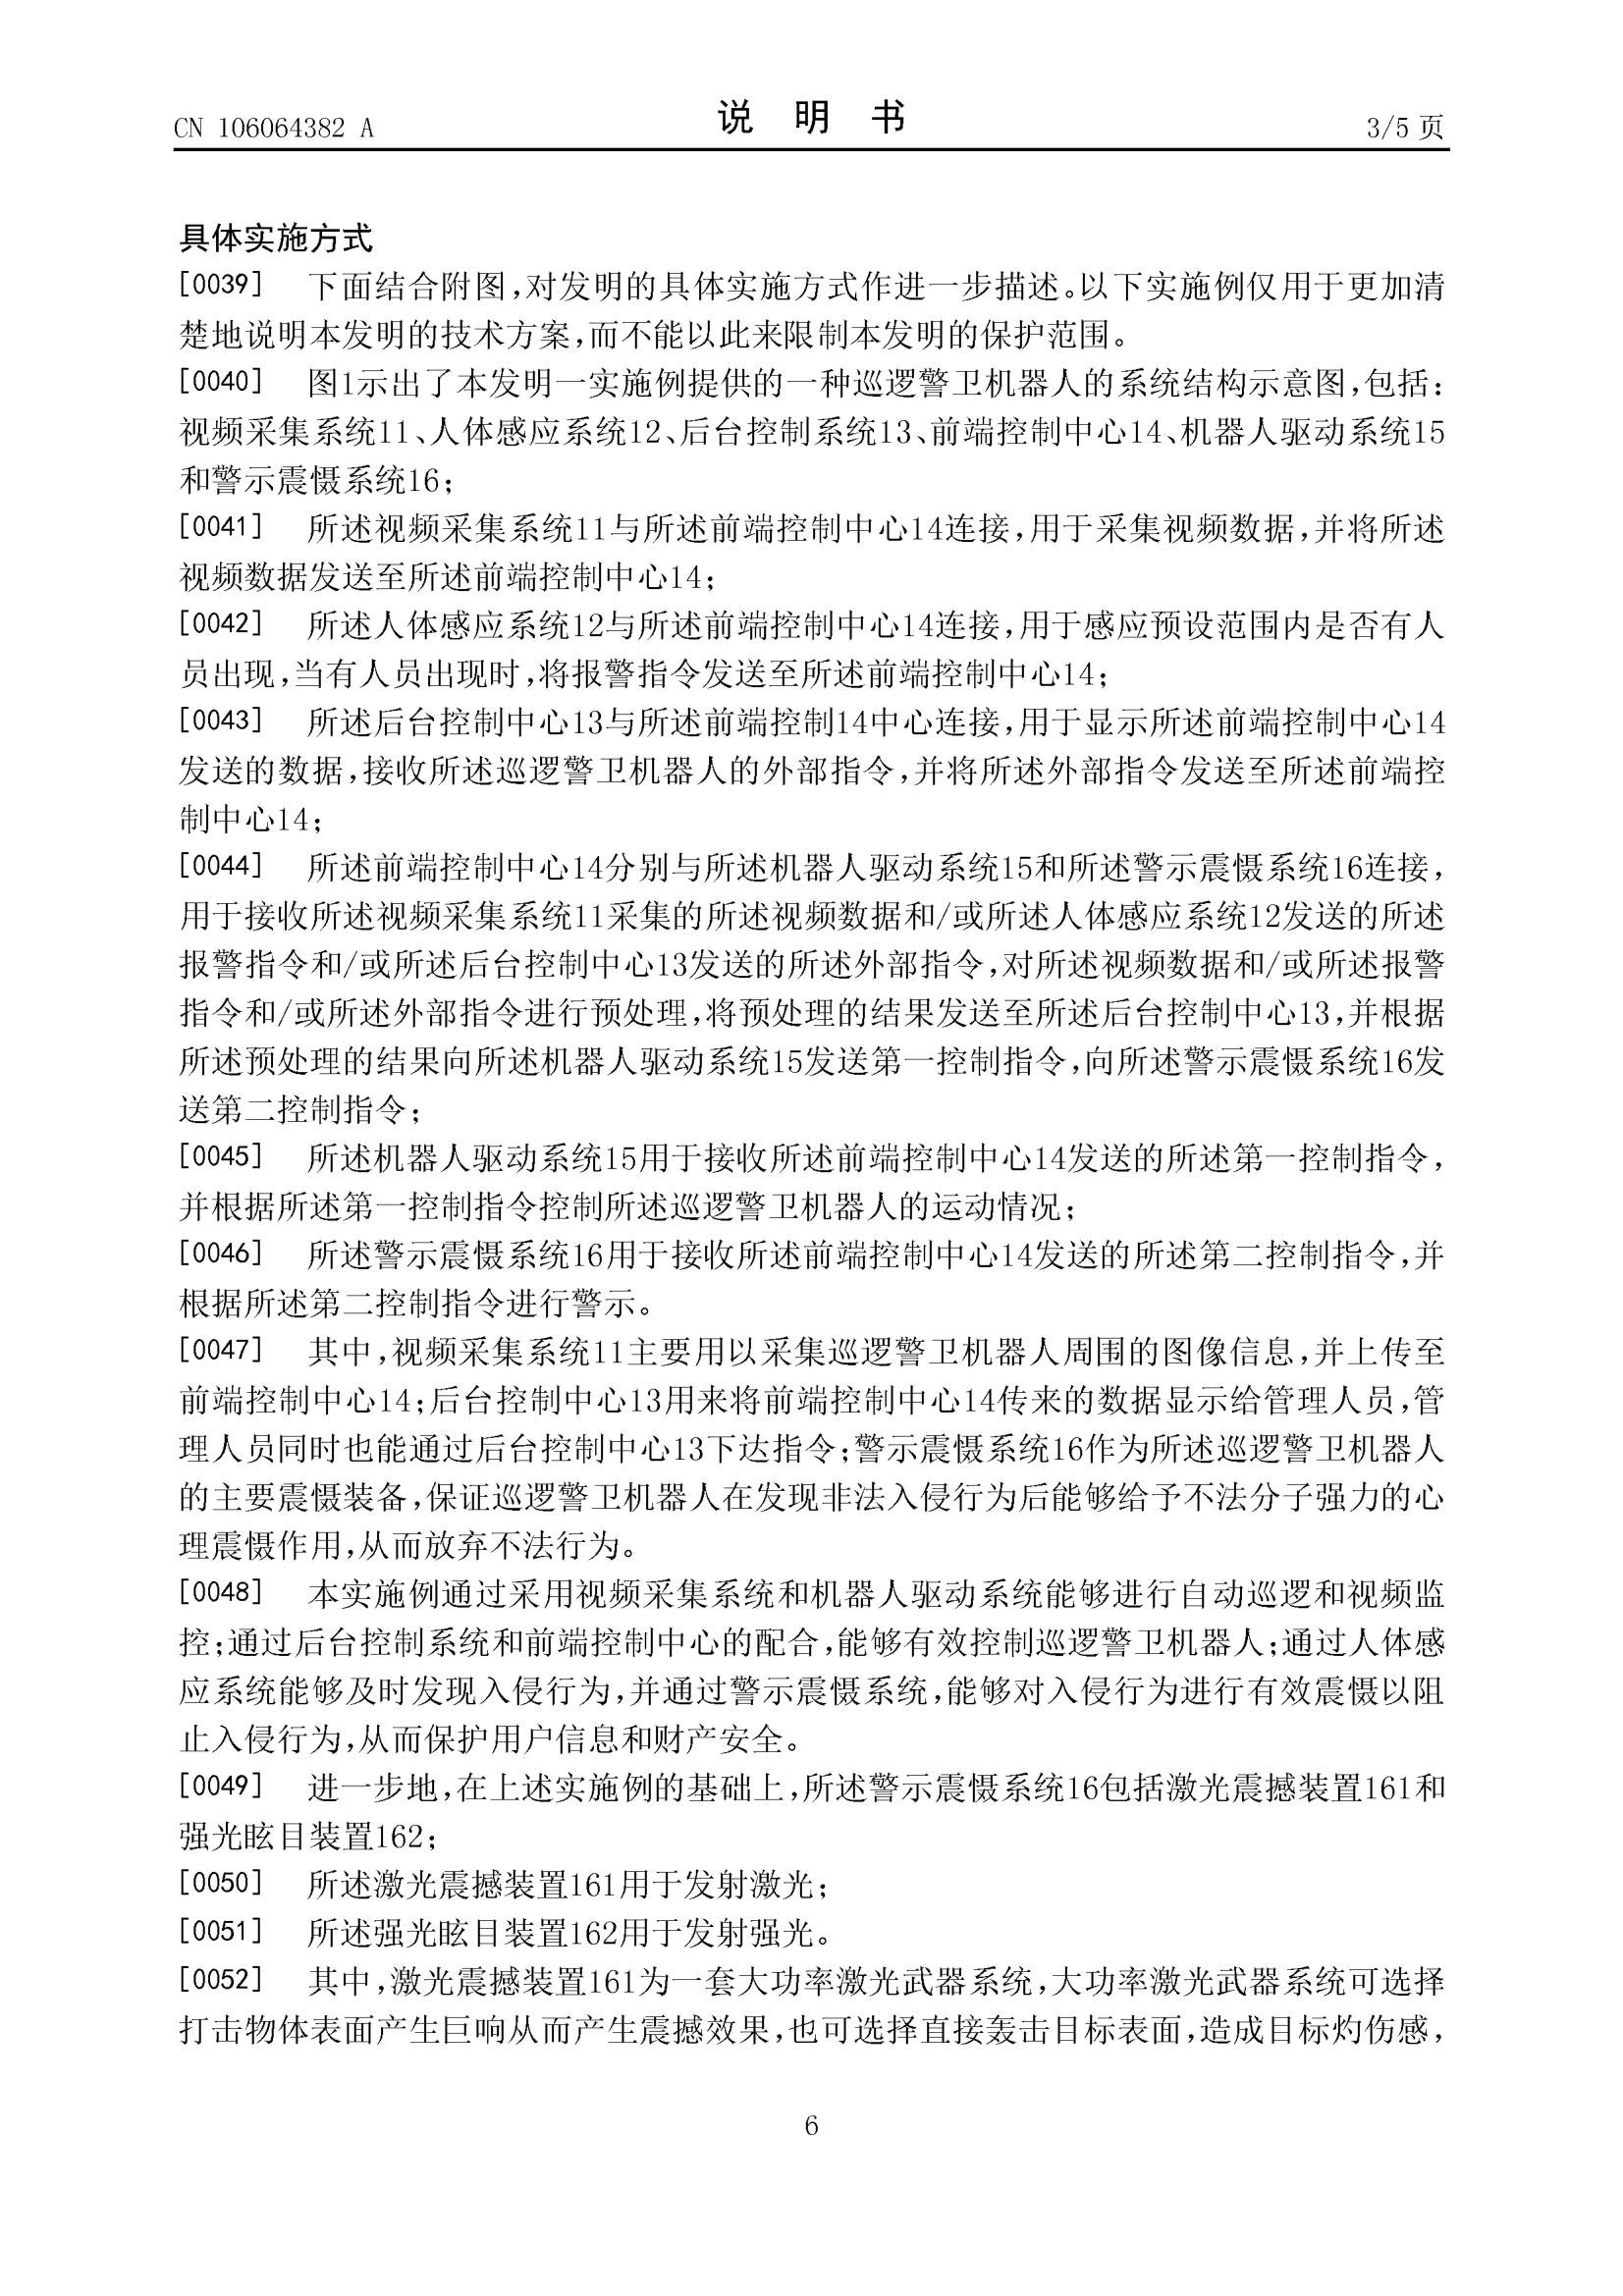 CN 106064382 A
说 明 书
3/5 页
具体实施方式
[0039] 下面结合附图,对发明的具体实施方式作进一步描述。以下实施例仅用于更加清
楚地说明本发明的技术方案,而不能以此来限制本发明的保护范围。
[0040] 图1示出了本发明一实施例提供的一种巡逻警卫机器人的系统结构示意图,包括:
视频采集系统11、人体感应系统12、后台控制系统13、前端控制中心14、机器人驱动系统15
和警示震慑系统16;
[0041] 所述视频采集系统11与所述前端控制中心14连接,用于采集视频数据,并将所述
视频数据发送至所述前端控制中心14;
[0042] 所述人体感应系统12与所述前端控制中心14连接,用于感应预设范围内是否有人
员出现,当有人员出现时,将报警指令发送至所述前端控制中心14;
[0043] 所述后台控制中心13与所述前端控制14中心连接,用于显示所述前端控制中心14
发送的数据,接收所述巡逻警卫机器人的外部指令,并将所述外部指令发送至所述前端控
制中心14;
[0044] 所述前端控制中心14分别与所述机器人驱动系统15和所述警示震慑系统16连接,
用于接收所述视频采集系统11采集的所述视频数据和/或所述人体感应系统12发送的所述
报警指令和/或所述后台控制中心13发送的所述外部指令,对所述视频数据和/或所述报警
指令和/或所述外部指令进行预处理,将预处理的结果发送至所述后台控制中心13,并根据
所述预处理的结果向所述机器人驱动系统15发送第一控制指令,向所述警示震慑系统16发
送第二控制指令;
[0045] 所述机器人驱动系统15用于接收所述前端控制中心14发送的所述第一控制指令,
并根据所述第一控制指令控制所述巡逻警卫机器人的运动情况;
[0046] 所述警示震慑系统16用于接收所述前端控制中心14发送的所述第二控制指令,并
根据所述第二控制指令进行警示。
[0047] 其中,视频采集系统11主要用以采集巡逻警卫机器人周围的图像信息,并上传至
前端控制中心14;后台控制中心13用来将前端控制中心14传来的数据显示给管理人员,管
理人员同时也能通过后台控制中心13下达指令;警示震慑系统16作为所述巡逻警卫机器人
的主要震慑装备,保证巡逻警卫机器人在发现非法入侵行为后能够给予不法分子强力的心
理震慑作用,从而放弃不法行为。
[0048] 本实施例通过采用视频采集系统和机器人驱动系统能够进行自动巡逻和视频监
控;通过后台控制系统和前端控制中心的配合,能够有效控制巡逻警卫机器人;通过人体感
应系统能够及时发现入侵行为,并通过警示震慑系统,能够对入侵行为进行有效震慑以阻
止入侵行为,从而保护用户信息和财产安全。
[0049] 进一步地,在上述实施例的基础上,所述警示震慑系统16包括激光震撼装置161和
强光眩目装置162;
[0050] 所述激光震撼装置161用于发射激光;
[0051] 所述强光眩目装置162用于发射强光。
[0052] 其中,激光震撼装置161为一套大功率激光武器系统,大功率激光武器系统可选择
打击物体表面产生巨响从而产生震撼效果,也可选择直接轰击目标表面,造成目标灼伤感,
6